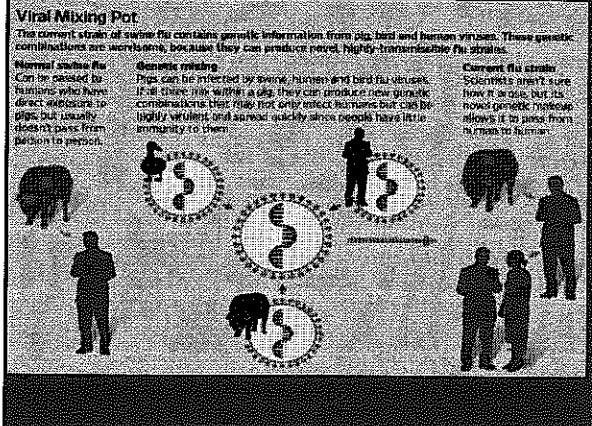 Viral Mixing Pot
The current strain of swine flu contains genetic information from pig, bird and human viruses. These genetic
combinations are worrisome, because they can produce novel, highly-transmissible flu strains.
Normal swine flu
Can be passed to
humans who have
direct exposure to
pigs, but usually
doesn't pass from
person to person.
Genetic mixing
Pigs can be infected by swine, human and bird flu viruses.
If all three mix within a pig, they can produce new genetic
combinations that may not only infect humans but can be
highly virulent and spread quickly since people have little
immunity to them.
Current flu strain
Scientists aren't sure
how it arose, but its
novel genetic makeup
allows it to pass from
human to human.